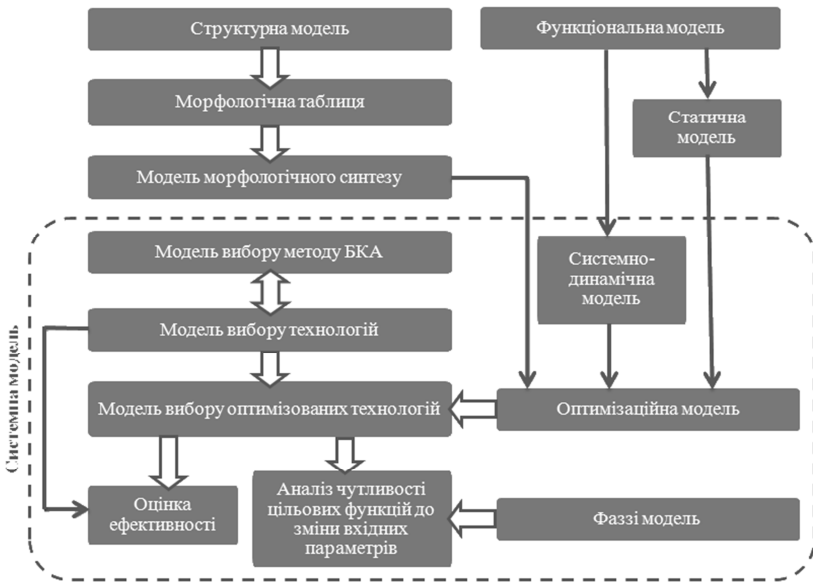 Структурна модель
Функціональна модель
Морфологічна таблиця
Статична
модель
Модель морфологічного синтезу
Системна модель
Модель вибору методу БКА
Системно-
динамічна
модель
Модель вибору технологій
Модель вибору оптимізованих технологій
Оптимізаційна модель
Оцінка
ефективності
Аналіз чутливості
цільових функцій до
зміни вхідних
параметрів
Фаззі модель